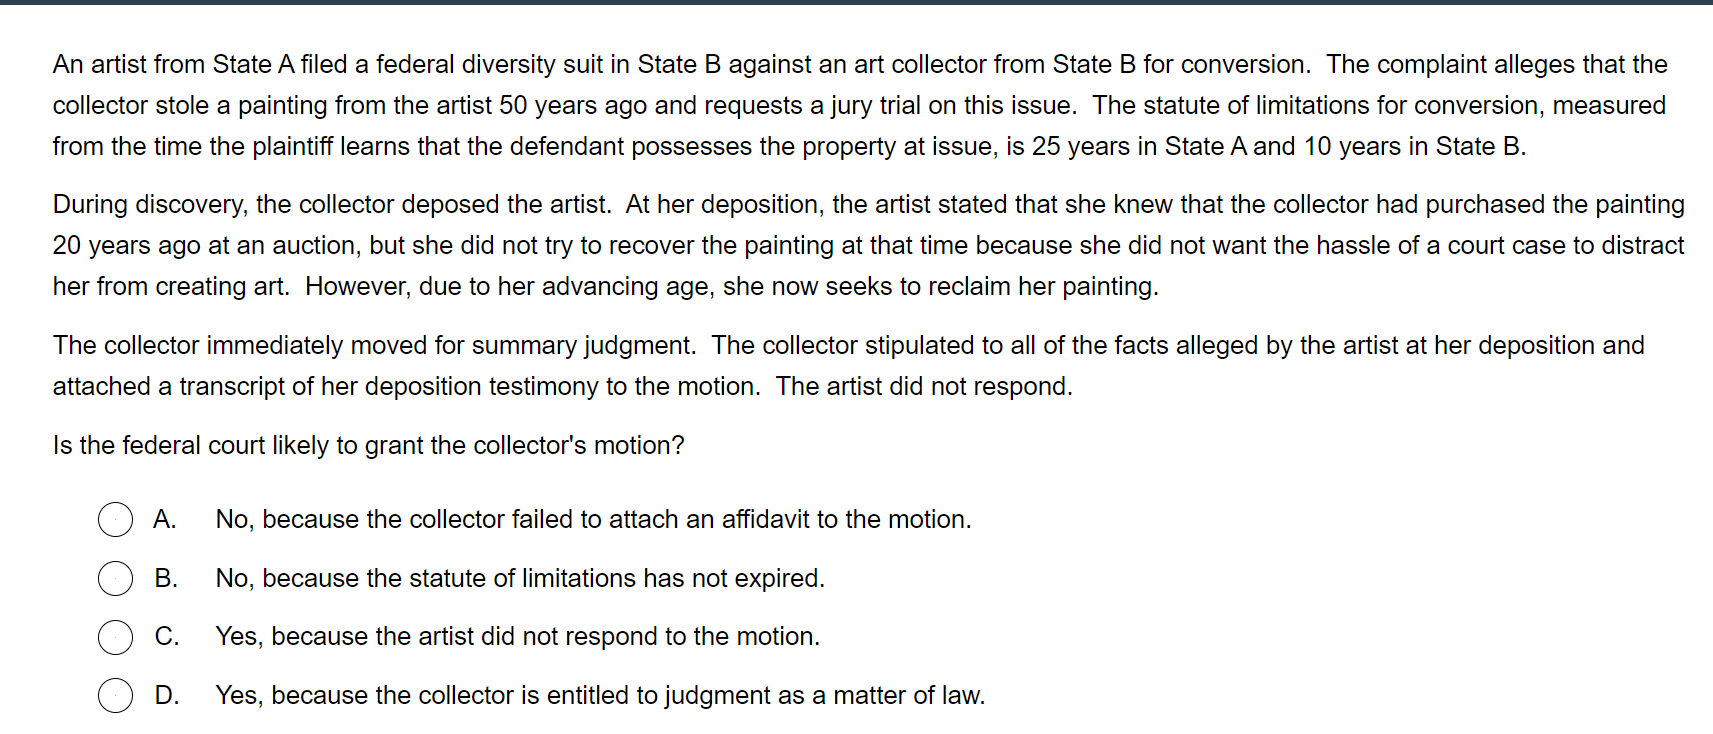 An artist from State A filed a federal diversity suit in State B against an art collector from State B for conversion.  The complaint alleges that the
collector stole a painting from the artist 50 years ago and requests a jury trial on this issue.  The statute of limitations for conversion, measured
from the time the plaintiff learns that the defendant possesses the property at issue, is 25 years in State A and 10 years in State B.
During discovery, the collector deposed the artist.  At her deposition, the artist stated that she knew that the collector had purchased the painting
20 years ago at an auction, but she did not try to recover the painting at that time because she did not want the hassle of a court case to distract
her from creating art.  However, due to her advancing age, she now seeks to reclaim her painting.
The collector immediately moved for summary judgment.  The collector stipulated to all of the facts alleged by the artist at her deposition and
attached a transcript of her deposition testimony to the motion.  The artist did not respond.
Is the federal court likely to grant the collector's motion?
A. No, because the collector failed to attach an affidavit to the motion.
B. No, because the statute of limitations has not expired.
C. Yes, because the artist did not respond to the motion.
D. Yes, because the collector is entitled to judgment as a matter of law.